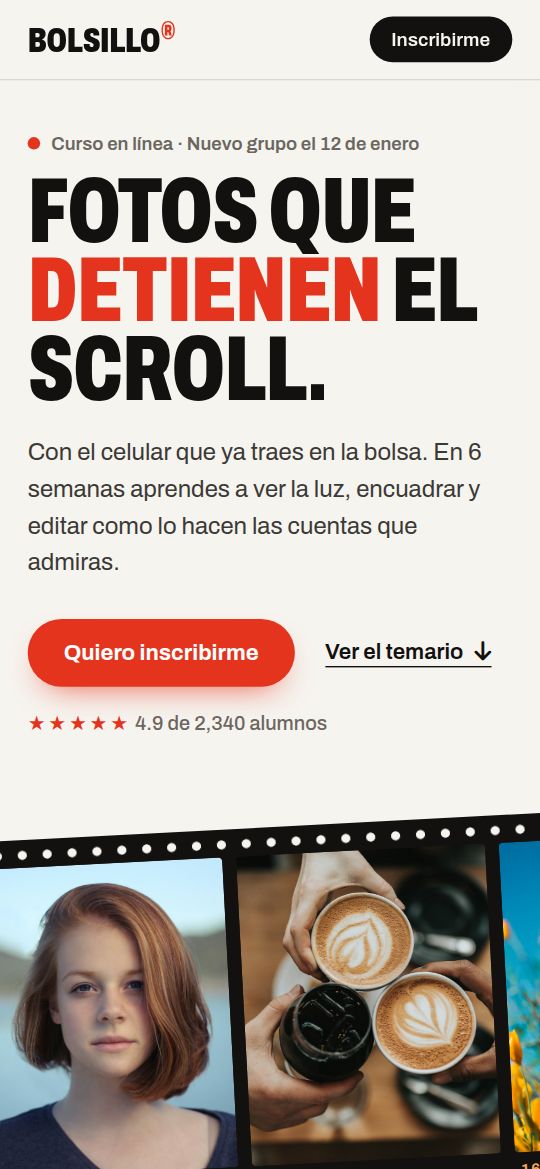 BOLSILLO®
Inscribirme
Curso en línea · Nuevo grupo el 12 de enero
FOTOS QUE
DETIENEN EL
SCROLL.
Con el celular que ya traes en la bolsa. En 6
semanas aprendes a ver la luz, encuadrar y
editar como lo hacen las cuentas que
admiras.
Quiero inscribirme
Ver el temario ↓
★★★★★ 4.9 de 2,340 alumnos